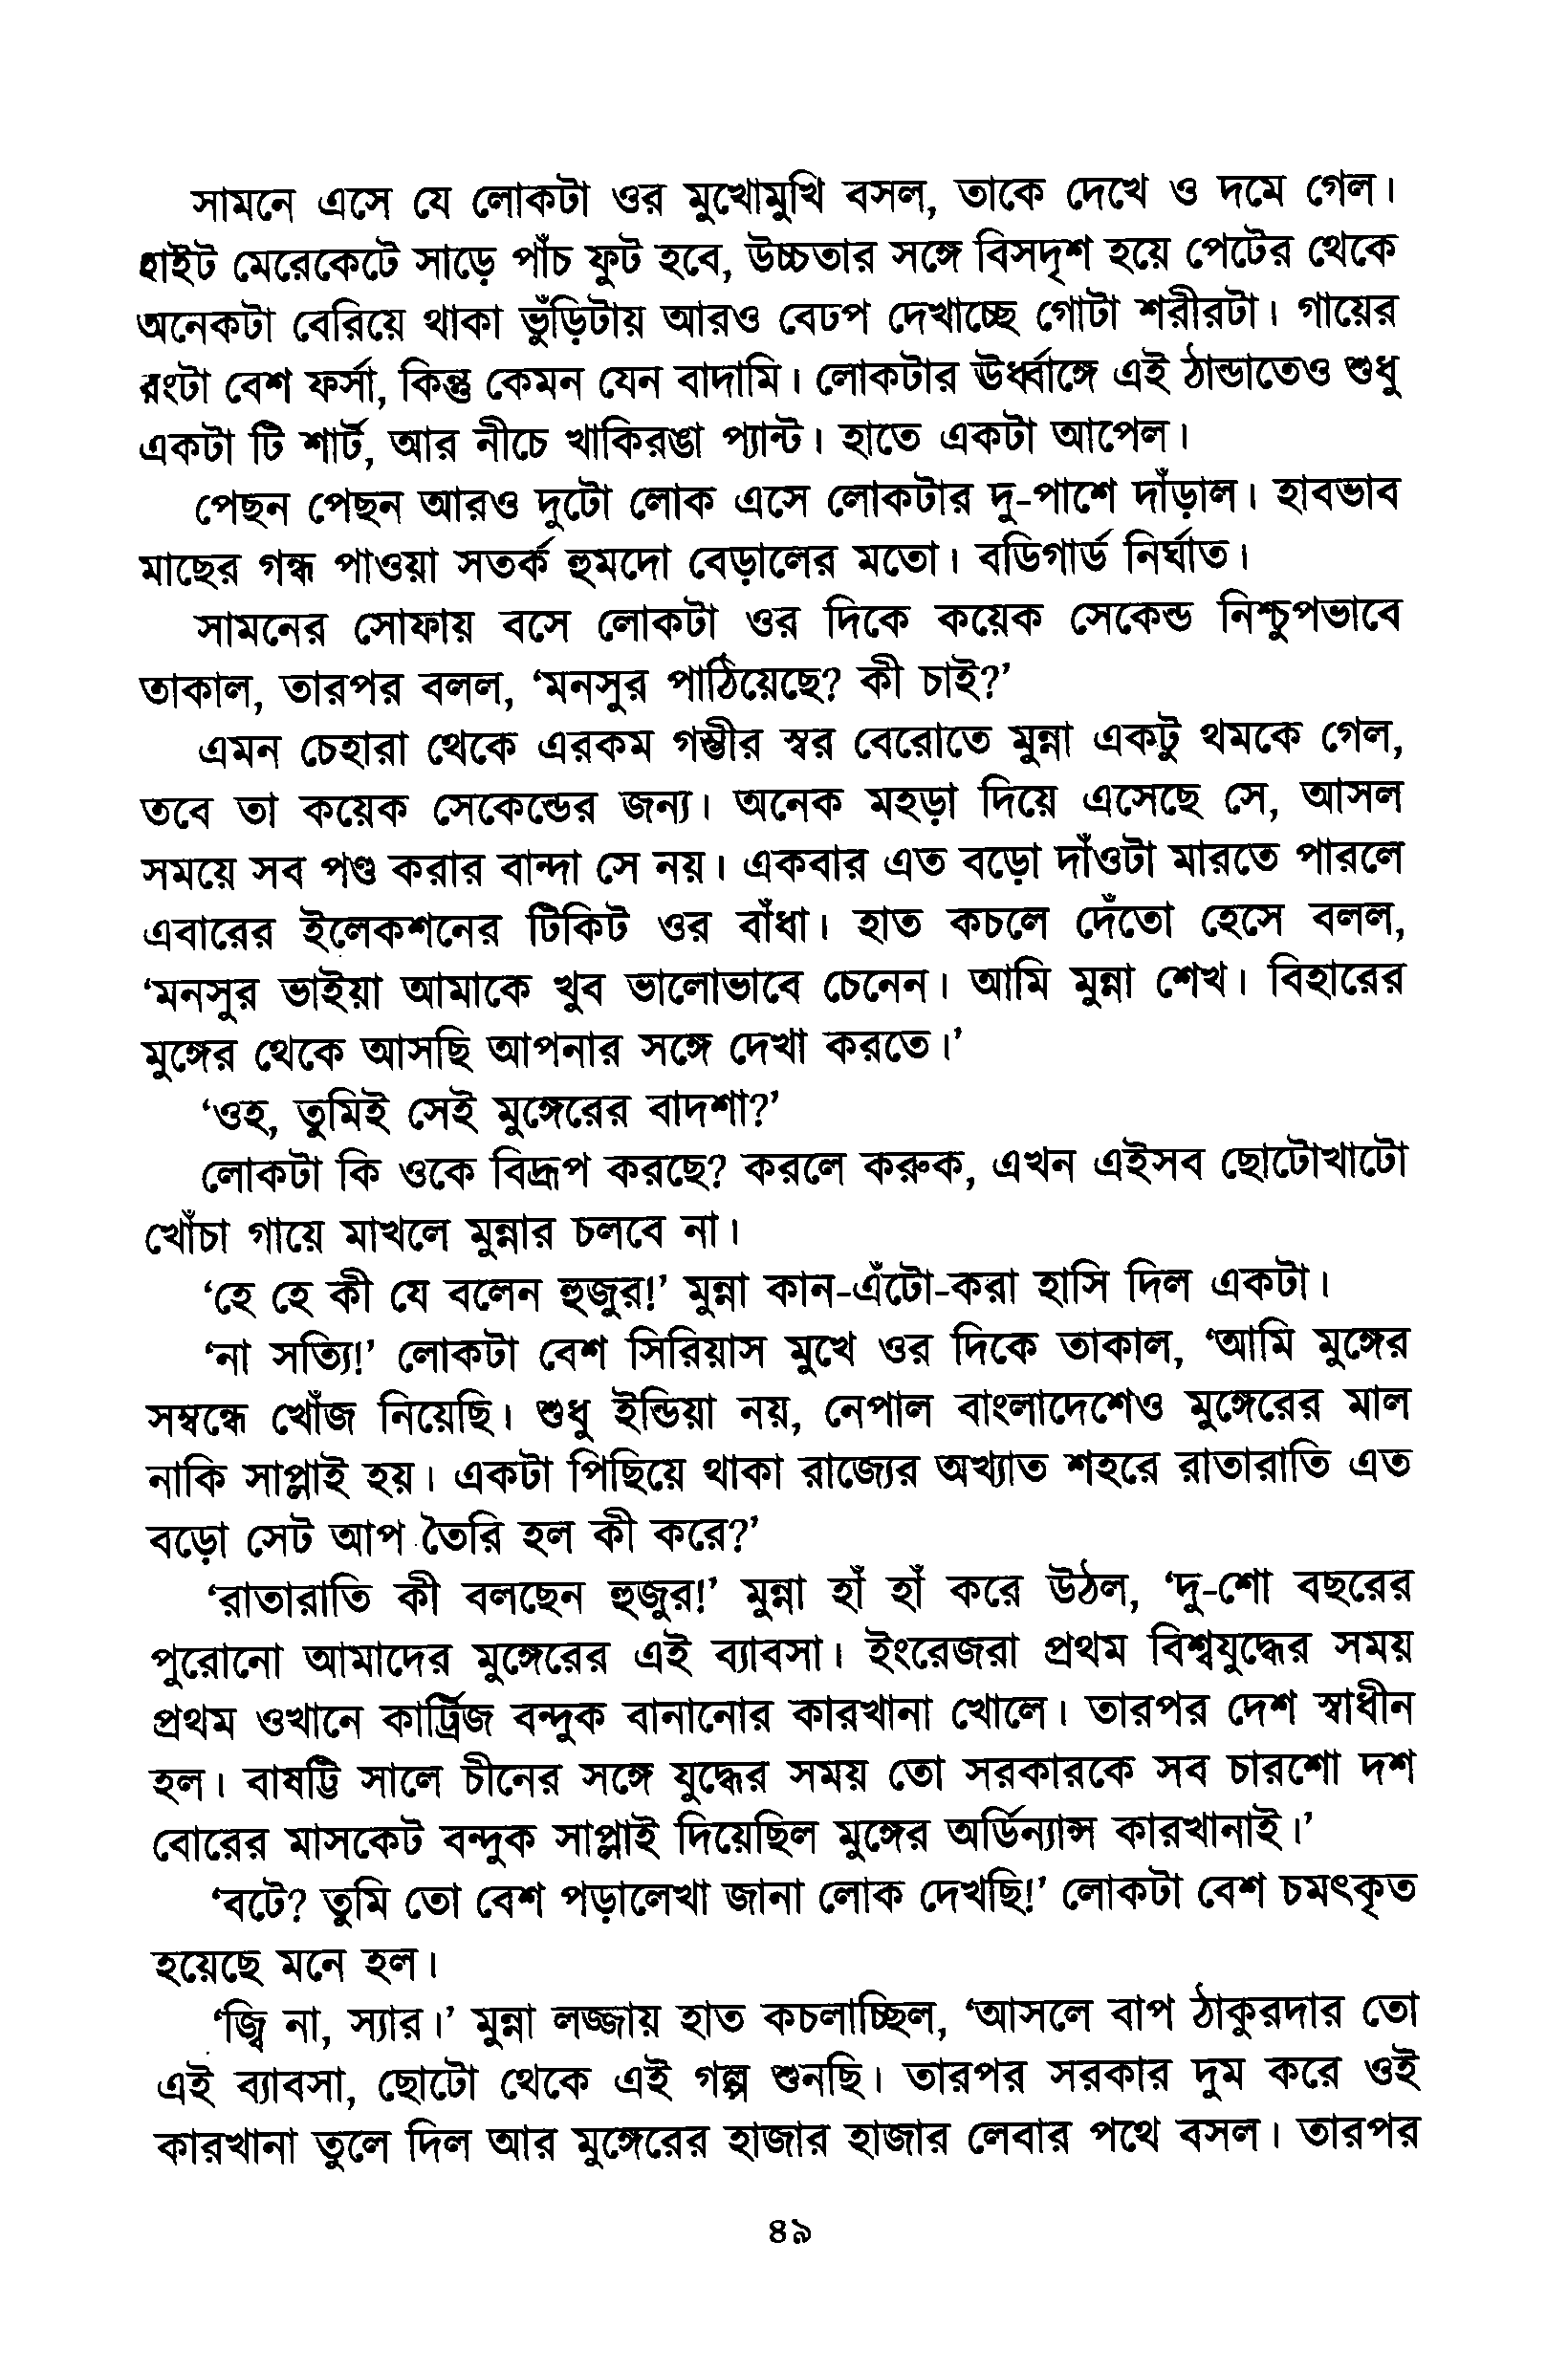 সামনে এসে যে লোকটা ওর মুখোমুখি বসল, তাকে দেখে ও দমে গেল।
হাইট মেরেকেটে সাড়ে পাঁচ ফুট হবে, উচ্চতার সঙ্গে বিসদৃশ হয়ে পেটের থেকে
অনেকটা বেরিয়ে থাকা ভুঁড়িটায় আরও বেঢপ দেখাচ্ছে গোটা শরীরটা। গায়ের
রংটা বেশ ফর্সা, কিন্তু কেমন যেন বাদামি। লোকটার ঊর্ধ্বাঙ্গে এই ঠান্ডাতেও শুধু
একটা টি শার্ট, আর নীচে খাকিরঙা প্যান্ট। হাতে একটা আপেল।
পেছন পেছন আরও দুটো লোক এসে লোকটার দু-পাশে দাঁড়াল। হাবভাব
মাছের গন্ধ পাওয়া সতর্ক হুমদো বেড়ালের মতো। বডিগার্ড নির্ঘাত।
সামনের সোফায় বসে লোকটা ওর দিকে কয়েক সেকেন্ড নিশ্চুপভাবে
তাকাল, তারপর বলল, ‘মনসুর পাঠিয়েছে? কী চাই?’
এমন চেহারা থেকে এরকম গম্ভীর স্বর বেরোতে মুন্না একটু থমকে গেল,
তবে তা কয়েক সেকেন্ডের জন্য। অনেক মহড়া দিয়ে এসেছে সে, আসল
সময়ে সব পণ্ড করার বান্দা সে নয়। একবার এত বড়ো দাঁওটা মারতে পারলে
এবারের ইলেকশনের টিকিট ওর বাঁধা। হাত কচলে দেঁতো হেসে বলল,
‘মনসুর ভাইয়া আমাকে খুব ভালোভাবে চেনেন। আমি মুন্না শেখ। বিহারের
মুঙ্গের থেকে আসছি আপনার সঙ্গে দেখা করতে।’
‘ওহ, তুমিই সেই মুঙ্গেরের বাদশা?’
লোকটা কি ওকে বিদ্রূপ করছে? করলে করুক, এখন এইসব ছোটোখাটো
খোঁচা গায়ে মাখলে মুন্নার চলবে না।
‘হে হে কী যে বলেন হুজুর!’ মুন্না কান-এঁটো-করা হাসি দিল একটা।
‘না সত্যি!’ লোকটা বেশ সিরিয়াস মুখে ওর দিকে তাকাল, ‘আমি মুঙ্গের
সম্বন্ধে খোঁজ নিয়েছি। শুধু ইন্ডিয়া নয়, নেপাল বাংলাদেশেও মুঙ্গেরের মাল
নাকি সাপ্লাই হয়। একটা পিছিয়ে থাকা রাজ্যের অখ্যাত শহরে রাতারাতি এত
বড়ো সেট আপ তৈরি হল কী করে?’
‘রাতারাতি কী বলছেন হুজুর!’ মুন্না হাঁ হাঁ করে উঠল, ‘দু-শো বছরের
পুরোনো আমাদের মুঙ্গেরের এই ব্যাবসা। ইংরেজরা প্রথম বিশ্বযুদ্ধের সময়
প্রথম ওখানে কার্ট্রিজ বন্দুক বানানোর কারখানা খোলে। তারপর দেশ স্বাধীন
হল। বাষট্টি সালে চীনের সঙ্গে যুদ্ধের সময় তো সরকারকে সব চারশো দশ
বোরের মাসকেট বন্দুক সাপ্লাই দিয়েছিল মুঙ্গের অর্ডিন্যান্স কারখানাই।’
‘বটে? তুমি তো বেশ পড়ালেখা জানা লোক দেখছি!’ লোকটা বেশ চমৎকৃত
হয়েছে মনে হল।
‘জ্বি না, স্যার।’ মুন্না লজ্জায় হাত কচলাচ্ছিল, ‘আসলে বাপ ঠাকুরদার তো
এই ব্যাবসা, ছোটো থেকে এই গল্প শুনছি। তারপর সরকার দুম করে ওই
কারখানা তুলে দিল আর মুঙ্গেরের হাজার হাজার লেবার পথে বসল। তারপর
৪৯